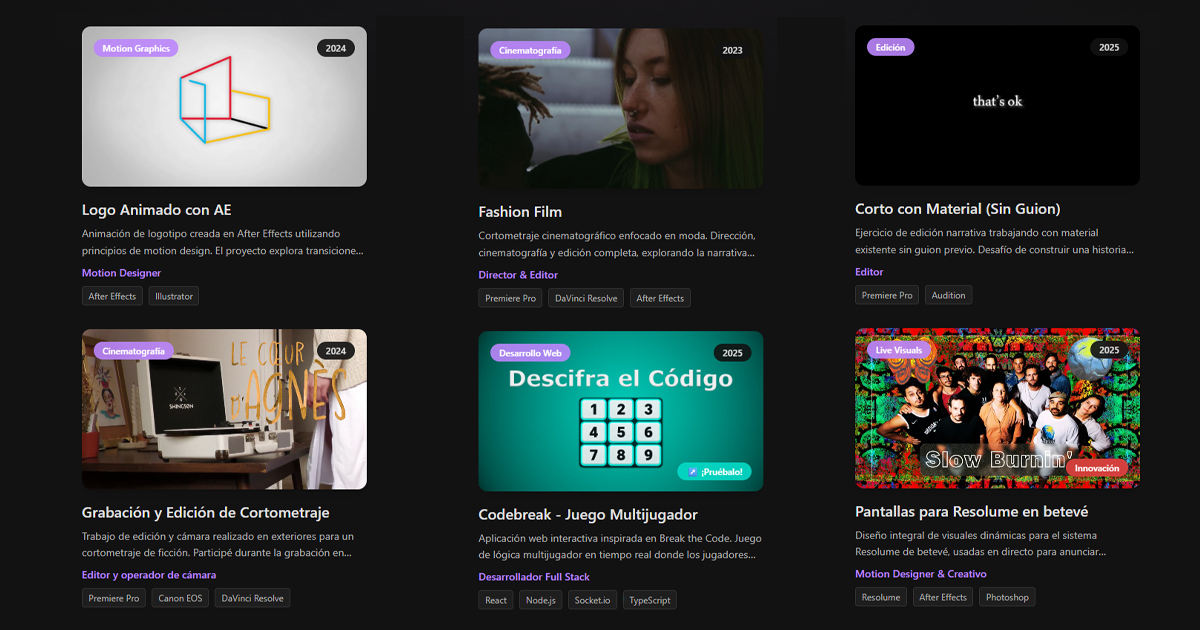 Motion Graphics
2024
Logo Animado con AE
Animación de logotipo creada en After Effects utilizando
principios de motion design. El proyecto explora transicione...
Motion Designer
After Effects
Illustrator
Cinematografía
2023
Fashion Film
Cortometraje cinematográfico enfocado en moda. Dirección,
cinematografía y edición completa, explorando la narrativa...
Director & Editor
Premiere Pro
DaVinci Resolve
After Effects
Edición
2025
that's ok
Corto con Material (Sin Guion)
Ejercicio de edición narrativa trabajando con material
existente sin guion previo. Desafío de construir una historia...
Editor
Premiere Pro
Audition
Cinematografía
2024
LE CŒUR
D'AGNÈS
SHINGSON
Grabación y Edición de Cortometraje
Trabajo de edición y cámara realizado en exteriores para un
cortometraje de ficción. Participé durante la grabación en...
Editor y operador de cámara
Premiere Pro
Canon EOS
DaVinci Resolve
Desarrollo Web
2025
Descifra el Código
1 2 3
4 5 6
7 8 9
¡Pruébalo!
Codebreak - Juego Multijugador
Aplicación web interactiva inspirada en Break the Code. Juego
de lógica multijugador en tiempo real donde los jugadores...
Desarrollador Full Stack
React
Node.js
Socket.io
TypeScript
Live Visuals
2025
Slow Burnin'
Innovación
Pantallas para Resolume en betevé
Diseño integral de visuales dinámicas para el sistema
Resolume de betevé, usadas en directo para anunciar...
Motion Designer & Creativo
Resolume
After Effects
Photoshop